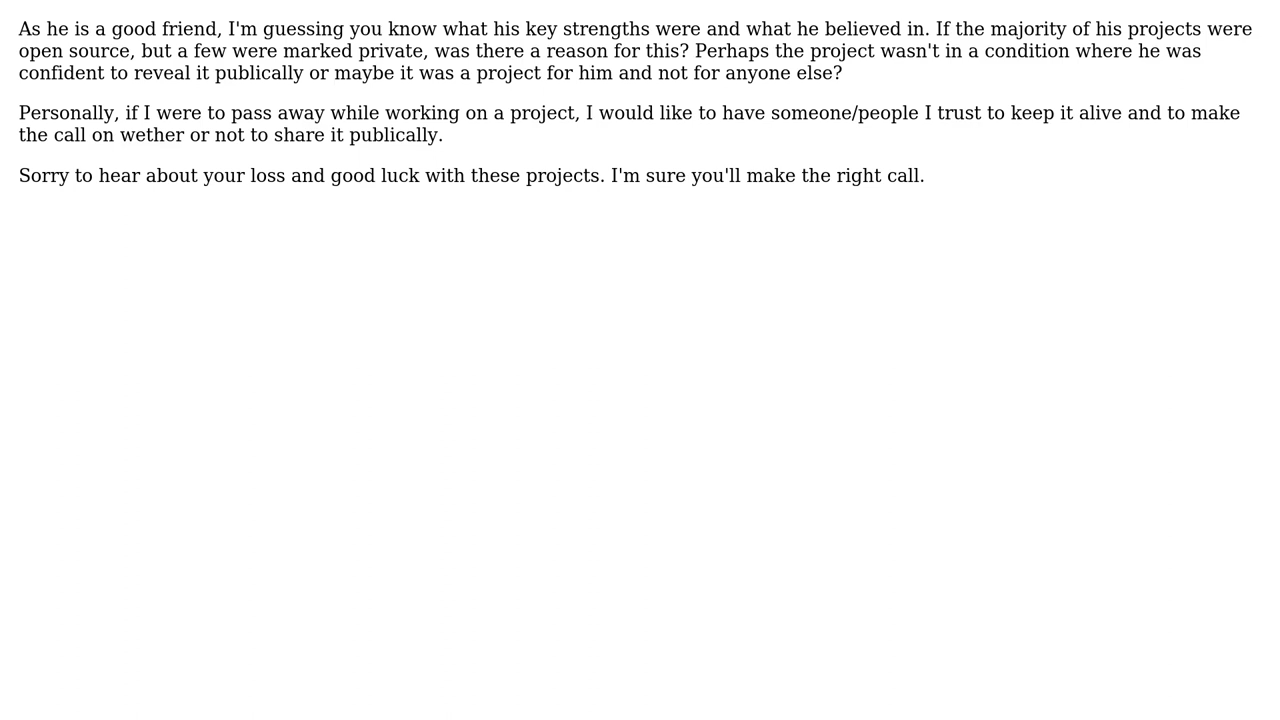 As he is a good friend, I'm guessing you know what his key strengths were and what he believed in. If the majority of his projects were
open source, but a few were marked private, was there a reason for this? Perhaps the project wasn't in a condition where he was
confident to reveal it publically or maybe it was a project for him and not for anyone else?
Personally, if I were to pass away while working on a project, I would like to have someone/people I trust to keep it alive and to make
the call on wether or not to share it publically.
Sorry to hear about your loss and good luck with these projects. I'm sure you'll make the right call.